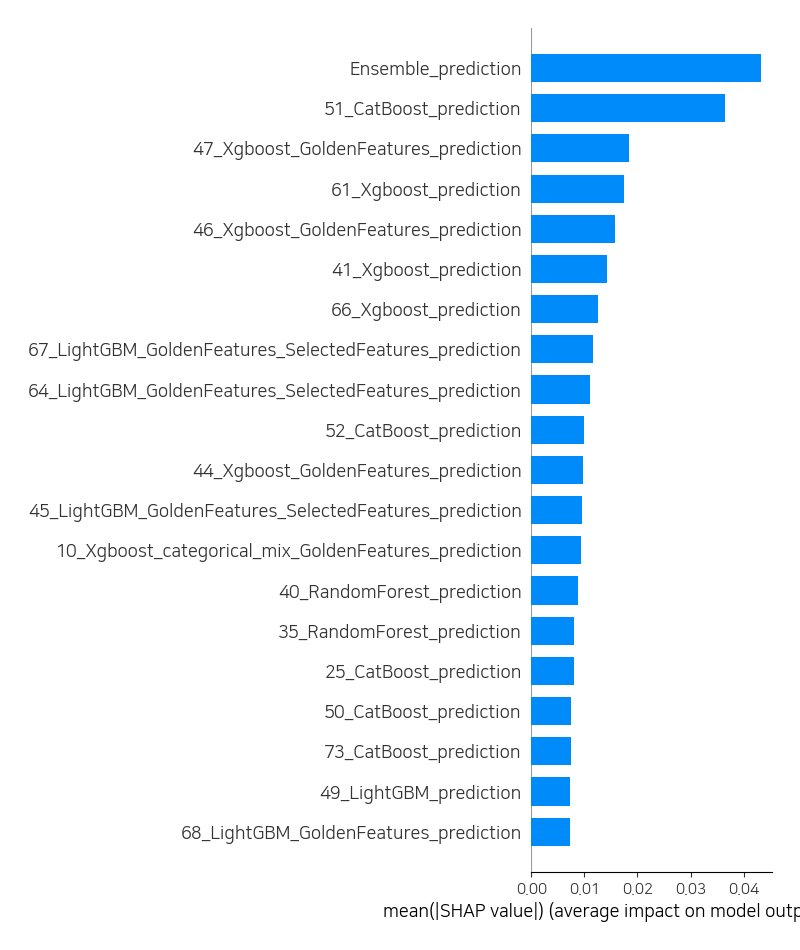 Ensemble_prediction
51_CatBoost_prediction
47_Xgboost_GoldenFeatures_prediction
61_Xgboost_prediction
46_Xgboost_GoldenFeatures_prediction
41_Xgboost_prediction
66_Xgboost_prediction
67_LightGBM_GoldenFeatures_SelectedFeatures_prediction
64_LightGBM_GoldenFeatures_SelectedFeatures_prediction
52_CatBoost_prediction
44_Xgboost_GoldenFeatures_prediction
45_LightGBM_GoldenFeatures_SelectedFeatures_prediction
10_Xgboost_categorical_mix_GoldenFeatures_prediction
40_RandomForest_prediction
35_RandomForest_prediction
25_CatBoost_prediction
50_CatBoost_prediction
73_CatBoost_prediction
49_LightGBM_prediction
68_LightGBM_GoldenFeatures_prediction
0.00 0.01 0.02 0.03 0.04
mean(|SHAP value|) (average impact on model outp